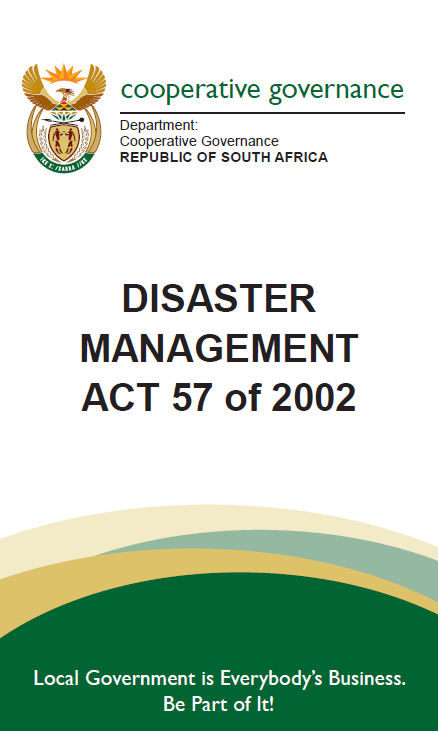 cooperative governance
Department:
Cooperative Governance
REPUBLIC OF SOUTH AFRICA
DISASTER
MANAGEMENT
ACT 57 of 2002
Local Government is Everybody's Business.
Be Part of It!